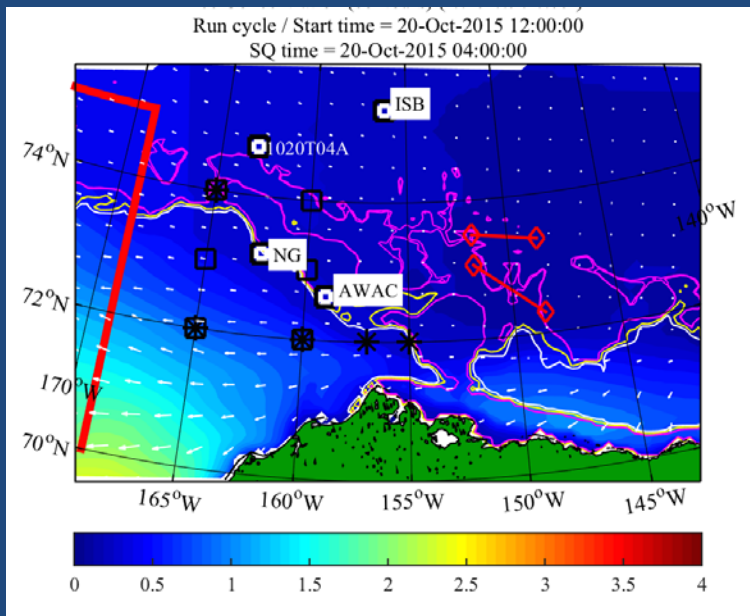 Run cycle / Start time = 20-Oct-2015 12:00:00
SQ time = 20-Oct-2015 04:00:00
ISB
1020T04A
74°N
140°W
NG
AWAC
72°N
170°W
70°N
165°W
160°W
155°W
150°W
145°W
0 0.5 1 1.5 2 2.5 3 3.5 4